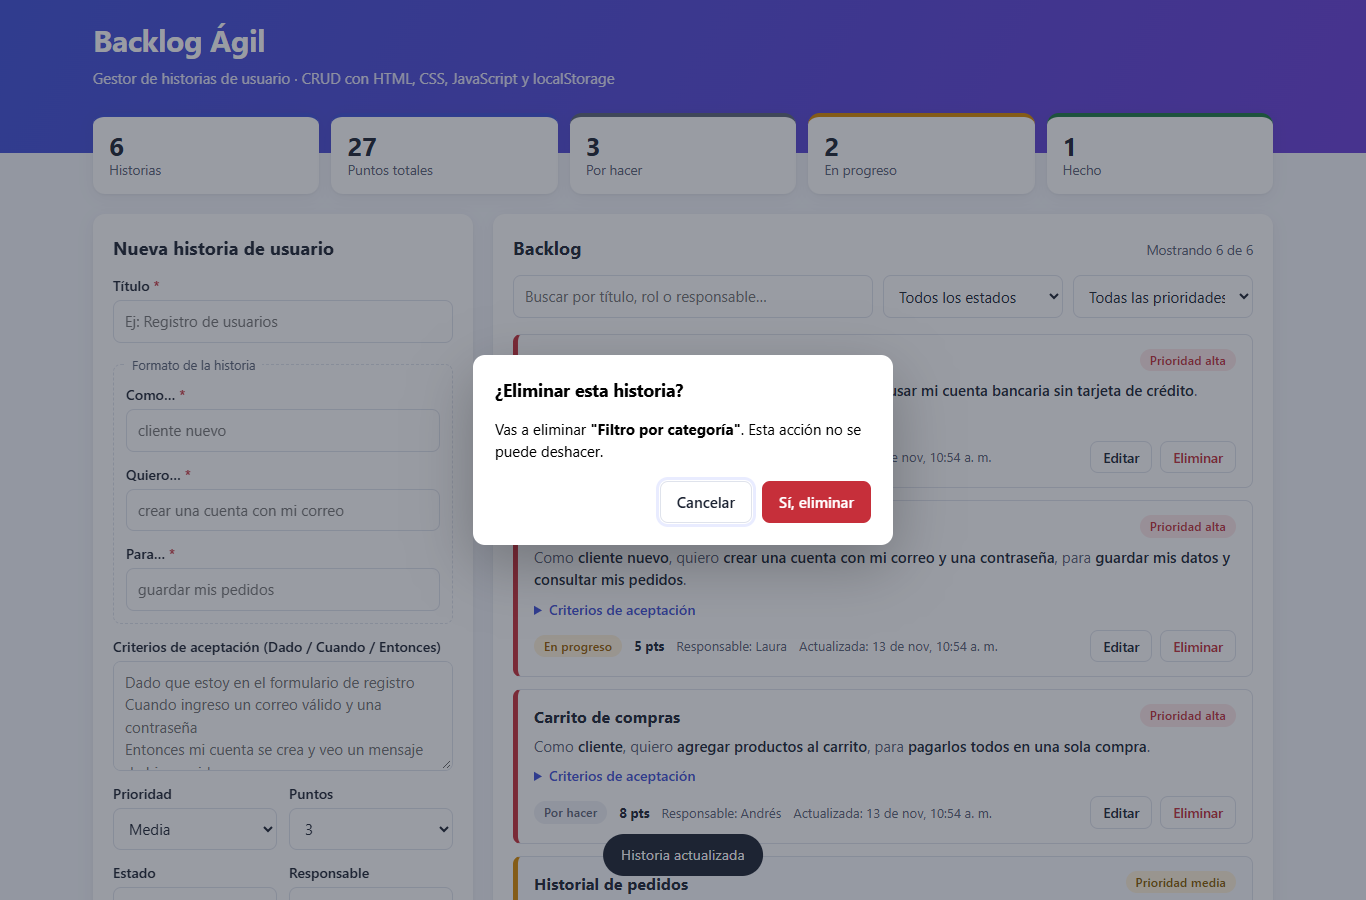 Backlog Ágil
Gestor de historias de usuario · CRUD con HTML, CSS, JavaScript y localStorage
6
Historias
27
Puntos totales
3
Por hacer
2
En progreso
1
Hecho
Nueva historia de usuario
Título *
Ej: Registro de usuarios
Formato de la historia
Como... *
cliente nuevo
Quiero... *
crear una cuenta con mi correo
Para... *
guardar mis pedidos
Criterios de aceptación (Dado / Cuando / Entonces)
Dado que estoy en el formulario de registro
Cuando ingreso un correo válido y una
contraseña
Entonces mi cuenta se crea y veo un mensaje
Prioridad
Puntos
Media
3
Estado
Responsable
Backlog
Mostrando 6 de 6
Buscar por título, rol o responsable...
Todos los estados
Todas las prioridades
Prioridad alta
usar mi cuenta bancaria sin tarjeta de crédito.
nov, 10:54 a. m.
Editar
Eliminar
¿Eliminar esta historia?
Vas a eliminar "Filtro por categoría". Esta acción no se
puede deshacer.
Cancelar
Sí, eliminar
Prioridad alta
Como cliente nuevo, quiero crear una cuenta con mi correo y una contraseña, para guardar mis datos y
consultar mis pedidos.
Criterios de aceptación
En progreso
5 pts
Responsable: Laura
Actualizada: 13 de nov, 10:54 a. m.
Editar
Eliminar
Carrito de compras
Prioridad alta
Como cliente, quiero agregar productos al carrito, para pagarlos todos en una sola compra.
Criterios de aceptación
Por hacer
8 pts
Responsable: Andrés
Actualizada: 13 de nov, 10:54 a. m.
Editar
Eliminar
Historia actualizada
Historial de pedidos
Prioridad media